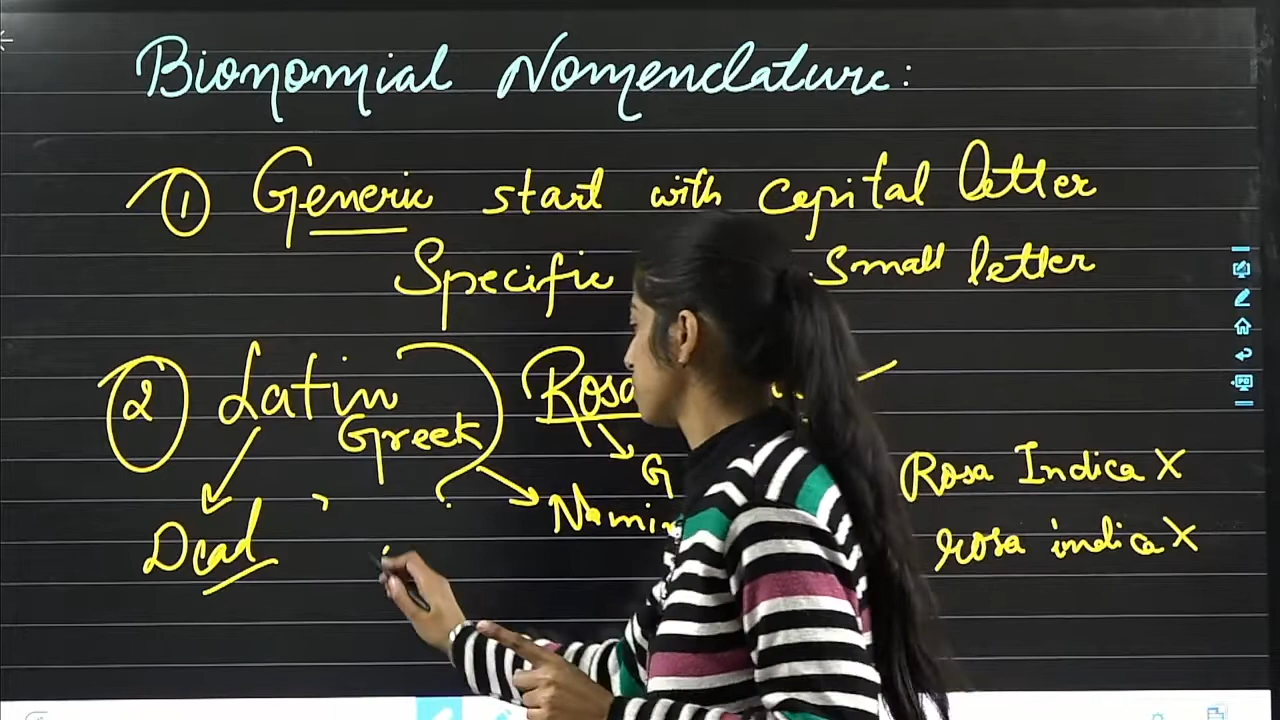 Bionomial Nomenclature:
① Generic start with capital letter
Specific small letter
② Latin Greek Rosa
G
Rosa Indica X
Dead Namin
rosa indica X